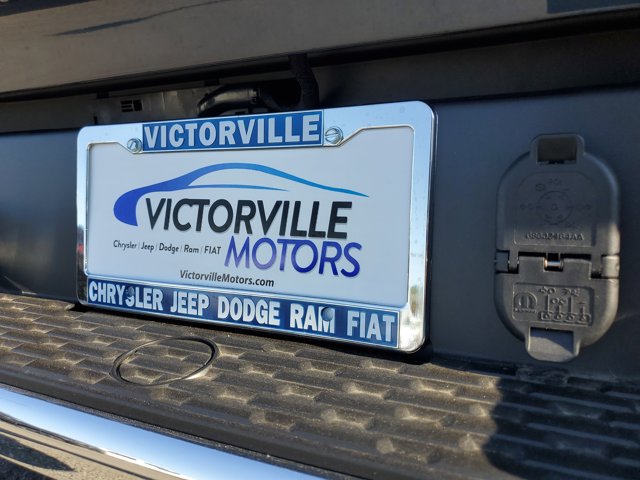 VICTORVILLE
VICTORVILLE
Chrysler | Jeep | Dodge | Ram | FIAT
MOTORS
VictorvilleMotors.com
CHRYSLER JEEP DODGE RAM FIAT